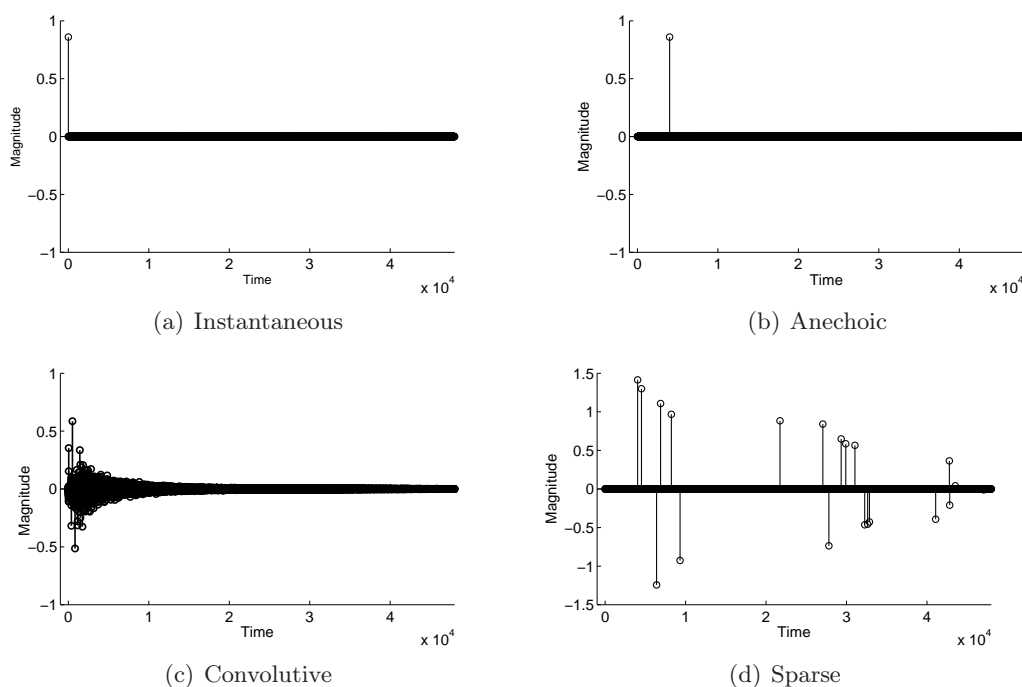 1
0.5
0
−0.5
−1
Magnitude
0 1 2 3 4
Time
x 10^4
(a) Instantaneous
1
0.5
0
−0.5
−1
Magnitude
0 1 2 3 4
Time
x 10^4
(b) Anechoic
1
0.5
0
−0.5
−1
Magnitude
0 1 2 3 4
Time
x 10^4
(c) Convolutive
1.5
1
0.5
0
−0.5
−1
−1.5
Magnitude
0 1 2 3 4
Time
x 10^4
(d) Sparse